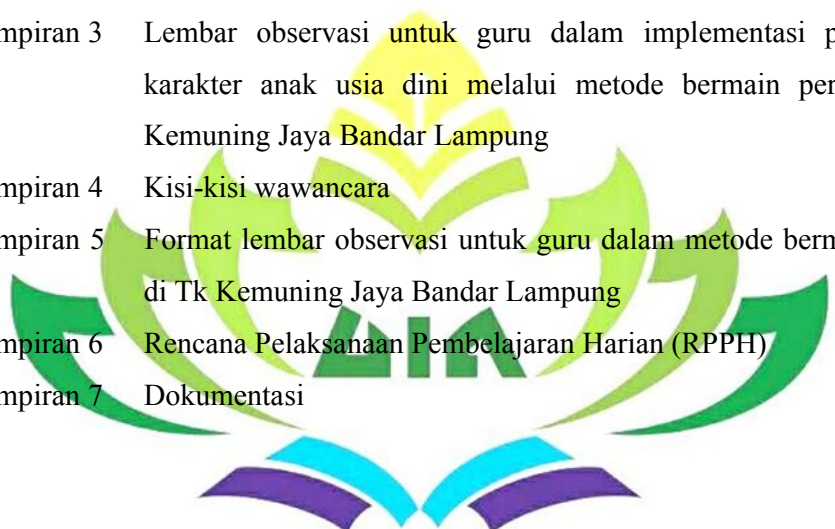 mpiran 3 Lembar observasi untuk guru dalam implementasi p
karakter anak usia dini melalui metode bermain per
Kemuning Jaya Bandar Lampung
mpiran 4 Kisi-kisi wawancara
mpiran 5 Format lembar observasi untuk guru dalam metode berm
di Tk Kemuning Jaya Bandar Lampung
mpiran 6 Rencana Pelaksanaan Pembelajaran Harian (RPPH)
mpiran 7 Dokumentasi